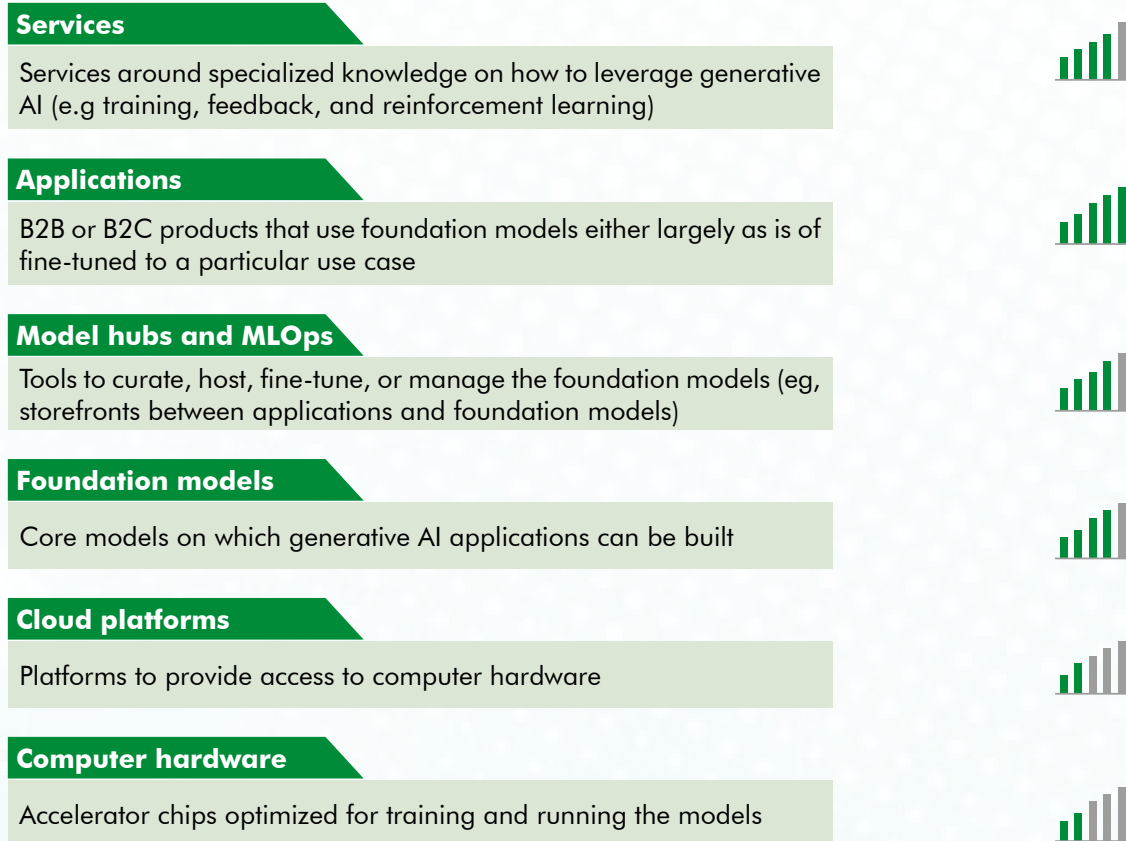 Services
Services around specialized knowledge on how to leverage generative
AI (e.g training, feedback, and reinforcement learning)
Applications
B2B or B2C products that use foundation models either largely as is of
fine-tuned to a particular use case
Model hubs and MLOps
Tools to curate, host, fine-tune, or manage the foundation models (eg,
storefronts between applications and foundation models)
Foundation models
Core models on which generative AI applications can be built
Cloud platforms
Platforms to provide access to computer hardware
Computer hardware
Accelerator chips optimized for training and running the models